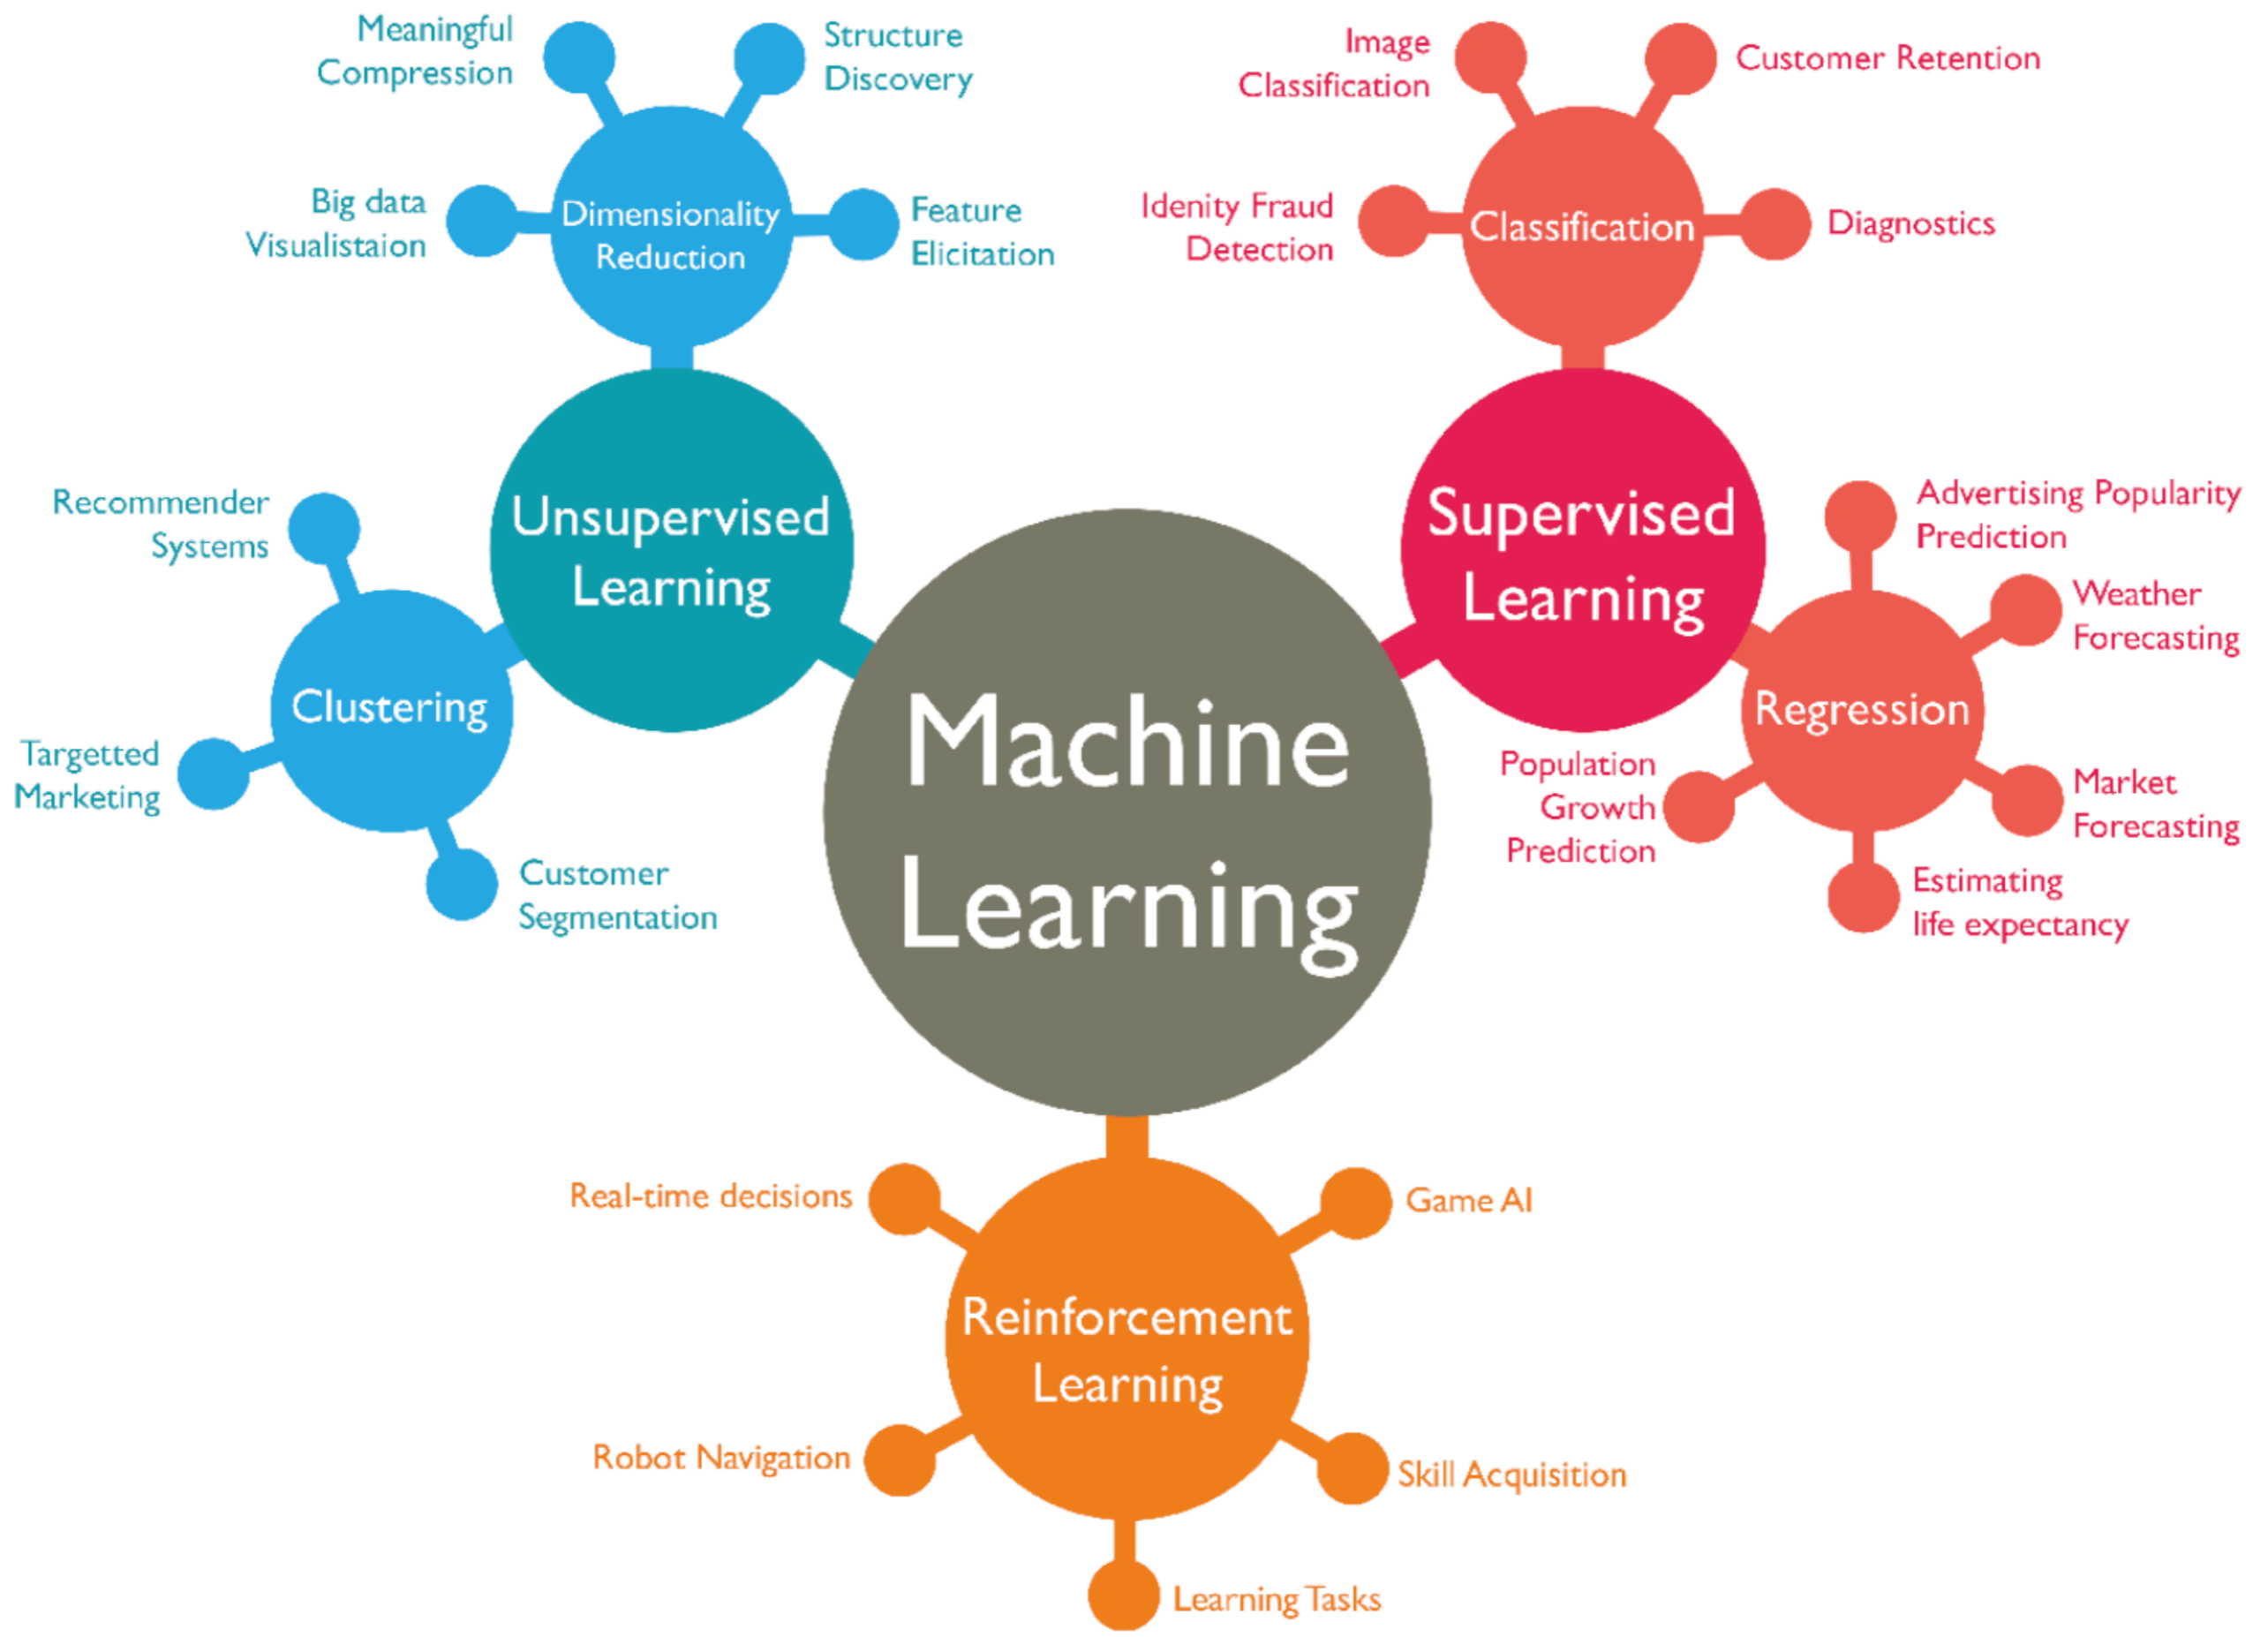 Meaningful
Compression
Structure
Discovery
Big data
Visualistaion
Dimensionality
Reduction
Feature
Elicitation
Image
Classification
Customer Retention
Idenity Fraud
Detection
Classification
Diagnostics
Unsupervised
Learning
Recommender
Systems
Clustering
Targetted
Marketing
Customer
Segmentation
Supervised
Learning
Advertising Popularity
Prediction
Weather
Forecasting
Regression
Population
Growth
Prediction
Market
Forecasting
Estimating
life expectancy
Machine
Learning
Real-time decisions
Game AI
Reinforcement
Learning
Robot Navigation
Skill Acquisition
Learning Tasks